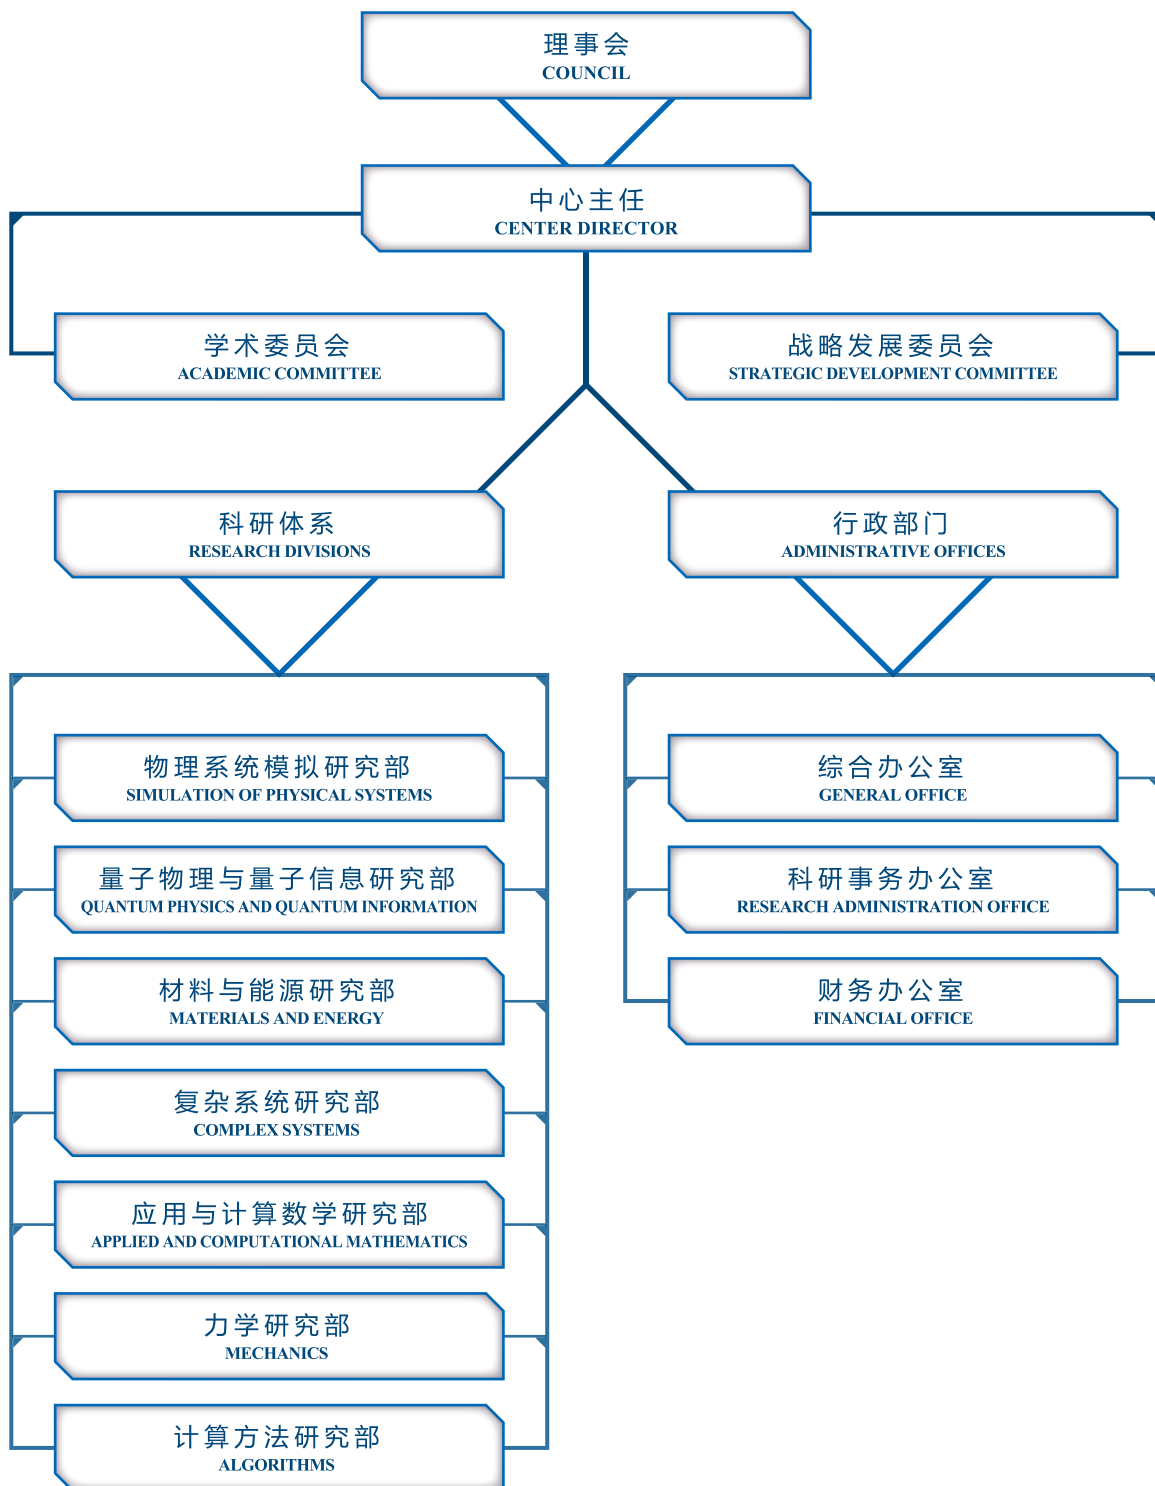 理事会
COUNCIL
中心主任
CENTER DIRECTOR
学术委员会
ACADEMIC COMMITTEE
战略发展委员会
STRATEGIC DEVELOPMENT COMMITTEE
科研体系
RESEARCH DIVISIONS
行政部门
ADMINISTRATIVE OFFICES
物理系统模拟研究部
SIMULATION OF PHYSICAL SYSTEMS
量子物理与量子信息研究部
QUANTUM PHYSICS AND QUANTUM INFORMATION
材料与能源研究部
MATERIALS AND ENERGY
复杂系统研究部
COMPLEX SYSTEMS
应用与计算数学研究部
APPLIED AND COMPUTATIONAL MATHEMATICS
力学研究部
MECHANICS
计算方法研究部
ALGORITHMS
综合办公室
GENERAL OFFICE
科研事务办公室
RESEARCH ADMINISTRATION OFFICE
财务办公室
FINANCIAL OFFICE